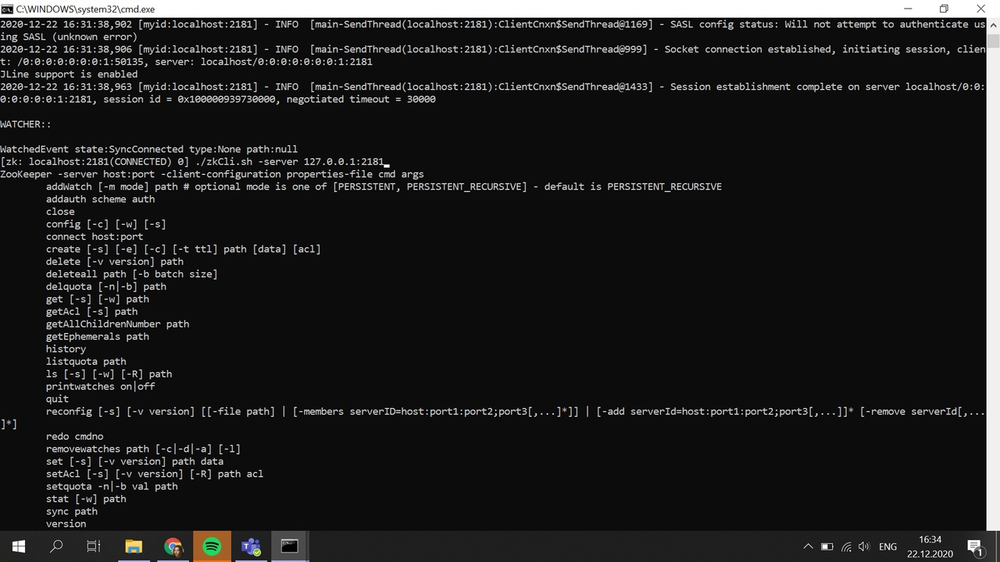 C:\WINDOWS\system32\cmd.exe
2020-12-22 16:31:38,902 [myid:localhost:2181] - INFO  [main-SendThread(localhost:2181):ClientCnxn$SendThread@1169] - SASL config status: Will not attempt to authenticate us
ing SASL (unknown error)
2020-12-22 16:31:38,906 [myid:localhost:2181] - INFO  [main-SendThread(localhost:2181):ClientCnxn$SendThread@999] - Socket connection established, initiating session, clien
t: /0:0:0:0:0:0:0:1:50135, server: localhost/0:0:0:0:0:0:0:1:2181
JLine support is enabled
2020-12-22 16:31:38,963 [myid:localhost:2181] - INFO  [main-SendThread(localhost:2181):ClientCnxn$SendThread@1433] - Session establishment complete on server localhost/0:0:
0:0:0:0:0:1:2181, session id = 0x100000939730000, negotiated timeout = 30000
WATCHER::
WatchedEvent state:SyncConnected type:None path:null
[zk: localhost:2181(CONNECTED) 0] ./zkCli.sh -server 127.0.0.1:2181
ZooKeeper -server host:port -client-configuration properties-file cmd args
addWatch [-m mode] path # optional mode is one of [PERSISTENT, PERSISTENT_RECURSIVE] - default is PERSISTENT_RECURSIVE
addauth scheme auth
close
config [-c] [-w] [-s]
connect host:port
create [-s] [-e] [-c] [-t ttl] path [data] [acl]
delete [-v version] path
deleteall path [-b batch size]
delquota [-n|-b] path
get [-s] [-w] path
getAcl [-s] path
getAllChildrenNumber path
getEphemerals path
history
listquota path
ls [-s] [-w] [-R] path
printwatches on|off
quit
reconfig [-s] [-v version] [[-file path] | [-members serverID=host:port1:port2;port3[,...]*]] | [-add serverId=host:port1:port2;port3[,...]]* [-remove serverId[,...
]*]
redo cmdno
removewatches path [-c|-d|-a] [-l]
set [-s] [-v version] path data
setAcl [-s] [-v version] [-R] path acl
setquota -n|-b val path
stat [-w] path
sync path
version
ENG
16:34
22.12.2020
1